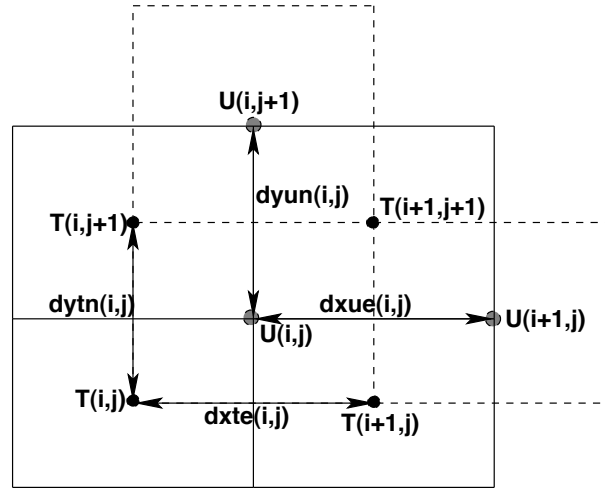 U(i,j+1)
dyun(i,j)
T(i,j+1)
T(i+1,j+1)
dytn(i,j)
dxue(i,j)
U(i,j)
U(i+1,j)
T(i,j)
dxte(i,j)
T(i+1,j)